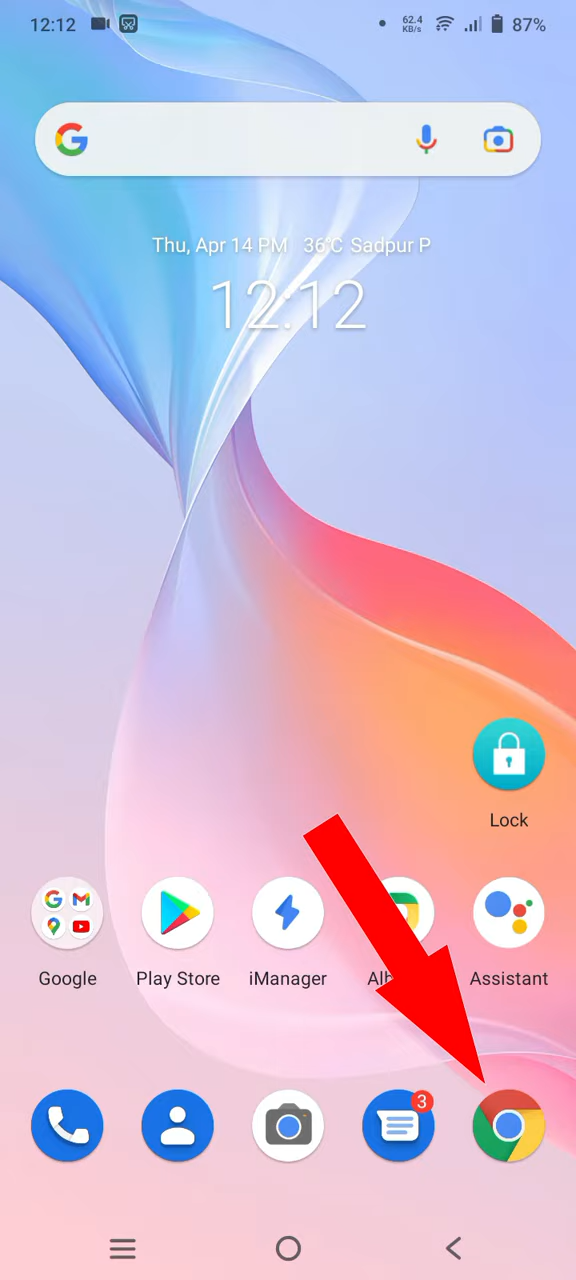 12:12 62.4 KB/s 87%
Thu, Apr 14 PM 36°C Sadpur P
12:12
Lock
Google Play Store iManager Assistant
3